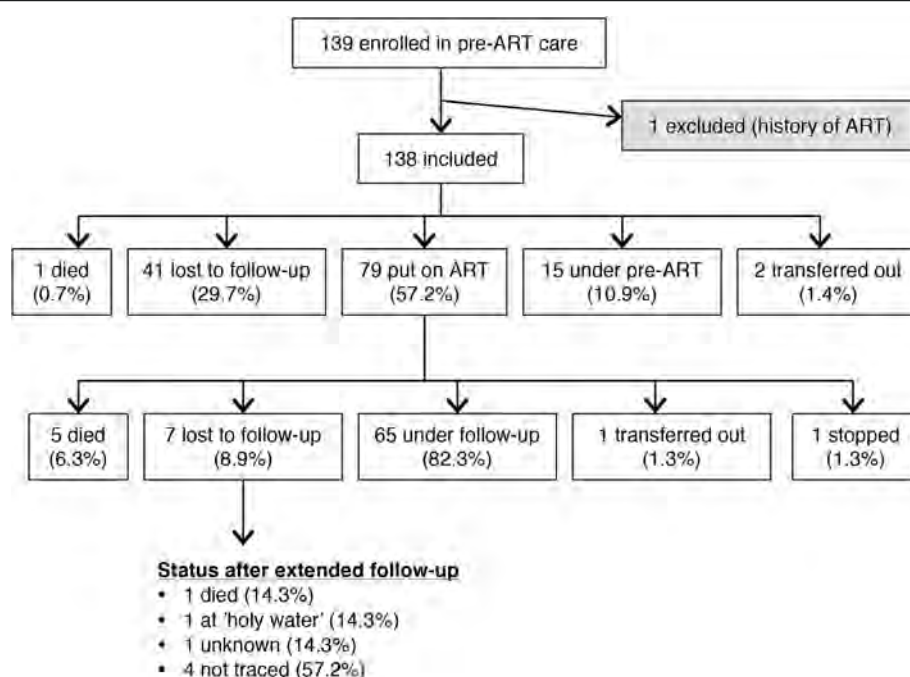 139 enrolled in pre-ART care
1 excluded (history of ART)
138 included
1 died
(0.7%)
41 lost to follow-up
(29.7%)
79 put on ART
(57.2%)
15 under pre-ART
(10.9%)
2 transferred out
(1.4%)
5 died
(6.3%)
7 lost to follow-up
(8.9%)
65 under follow-up
(82.3%)
1 transferred out
(1.3%)
1 stopped
(1.3%)
Status after extended follow-up
• 1 died (14.3%)
• 1 at 'holy water' (14.3%)
• 1 unknown (14.3%)
• 4 not traced (57.2%)